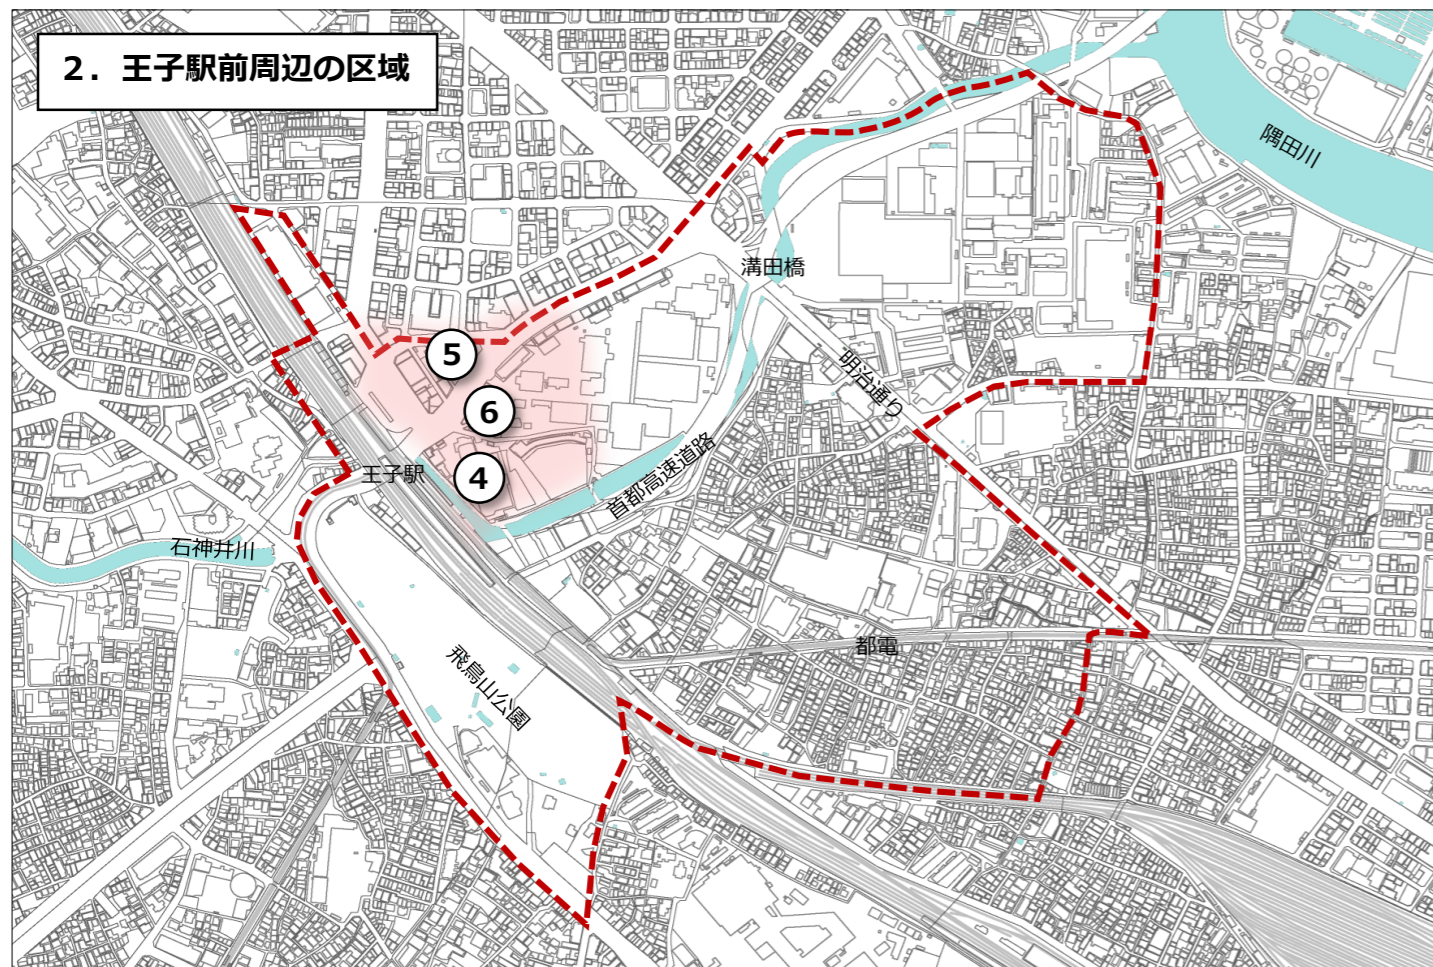 2．王子駅前周辺の区域
隅田川
溝田橋
明治通り
⑤
⑥
④
王子駅
首都高速道路
石神井川
都電
飛鳥山公園